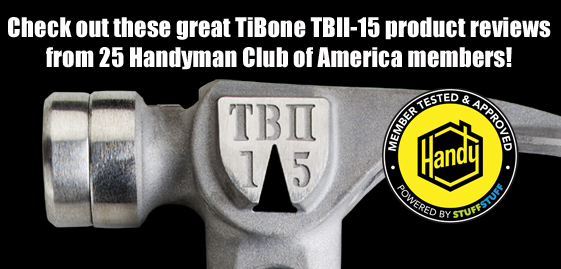 Check out these great TiBone TBII-15 product reviews
from 25 Handyman Club of America members!
TBII
15
MEMBER TESTED & APPROVED
Handy
POWERED BY STUFFSTUFF